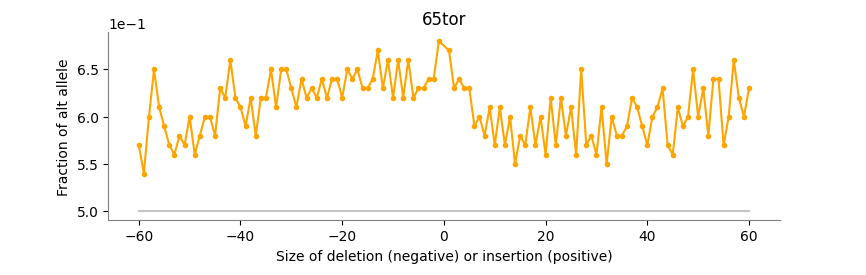 65tor
1e−1
6.5
6.0
5.5
5.0
Fraction of alt allele
−60 −40 −20 0 20 40 60
Size of deletion (negative) or insertion (positive)